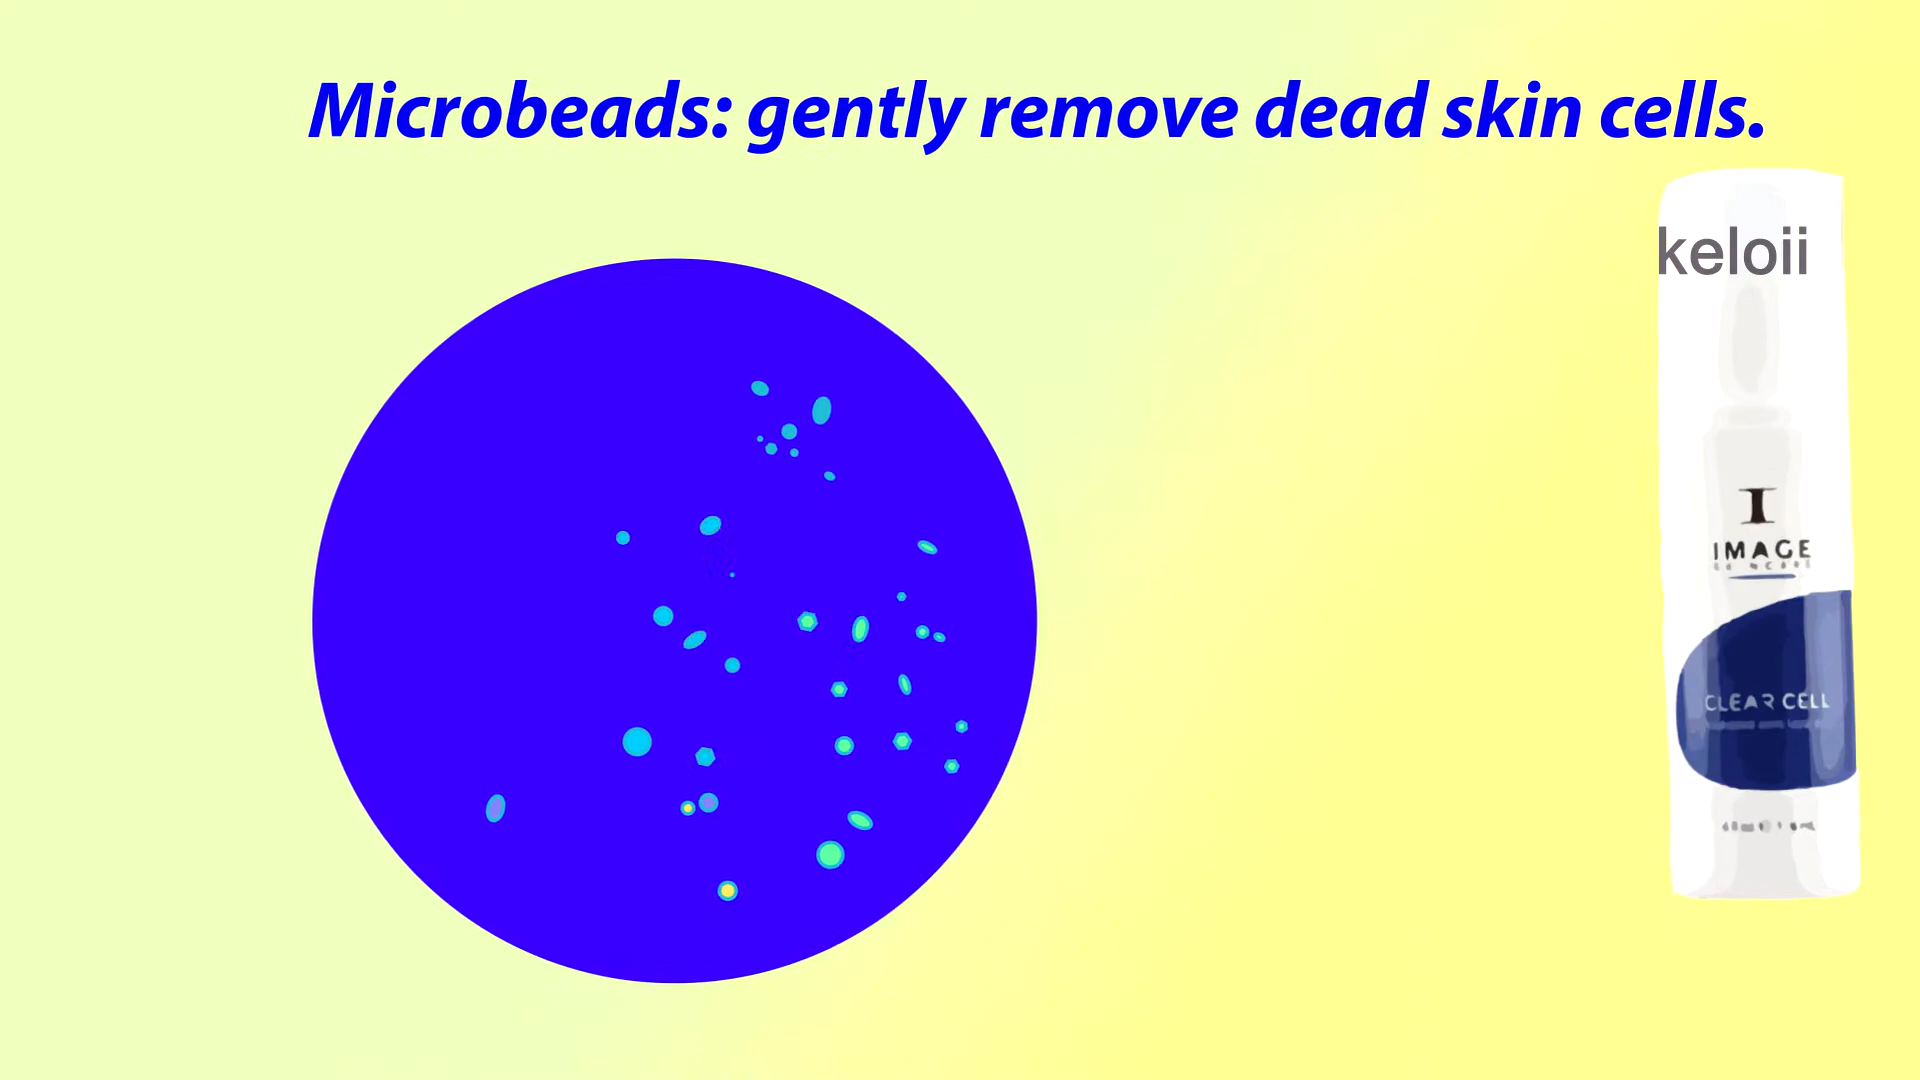 Microbeads: gently remove dead skin cells.
keloii
I
IMAGE
CLEAR CELL